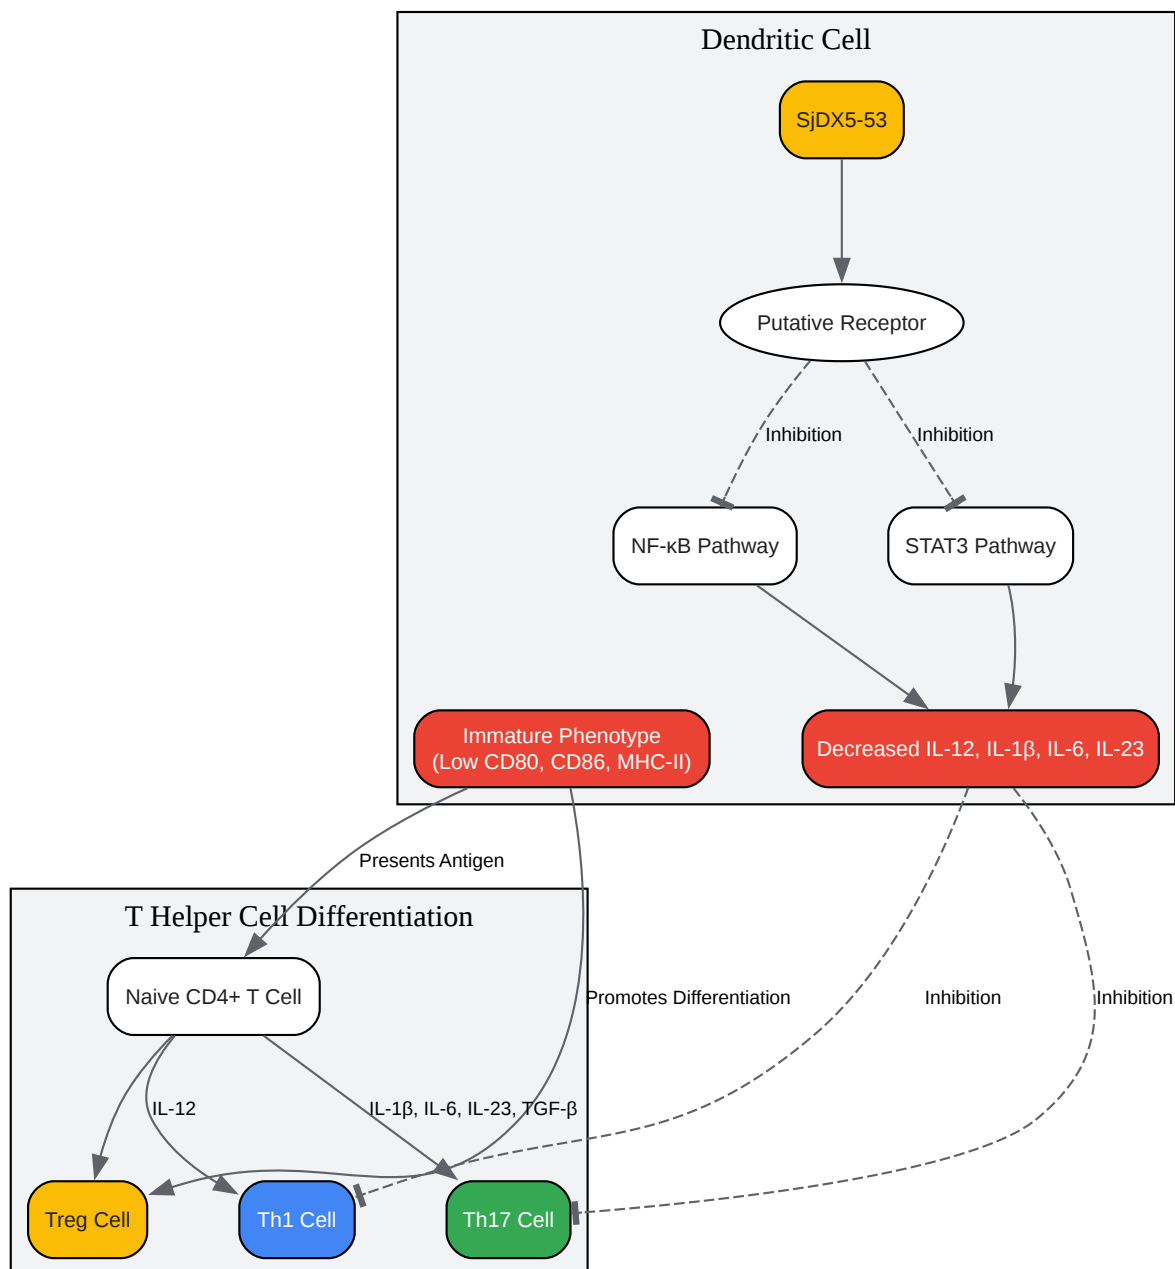 Dendritic Cell
SjDX5-53
Putative Receptor
Inhibition
Inhibition
NF-κB Pathway
STAT3 Pathway
Immature Phenotype
(Low CD80, CD86, MHC-II)
Decreased IL-12, IL-1β, IL-6, IL-23
Presents Antigen
T Helper Cell Differentiation
Naive CD4+ T Cell
Promotes Differentiation
Inhibition
Inhibition
IL-12
IL-1β, IL-6, IL-23, TGF-β
Treg Cell
Th1 Cell
Th17 Cell